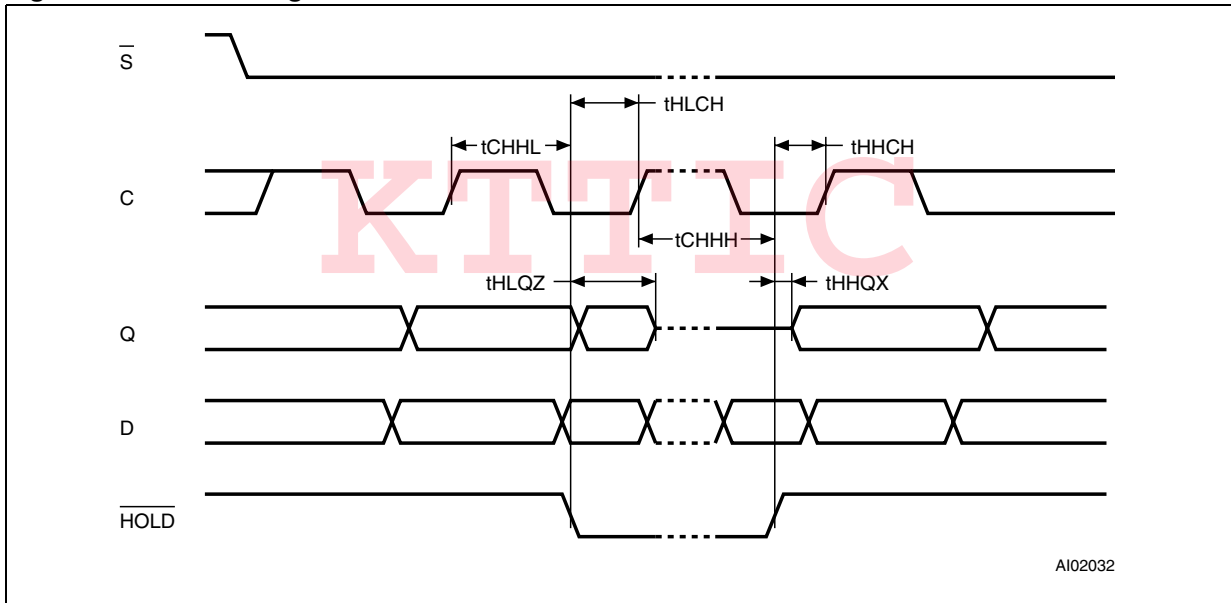 S
tHLCH
tCHHL
tHHCH
KTTIC
C
tCHHH
tHLQZ
tHHQX
Q
D
HOLD
AI02032